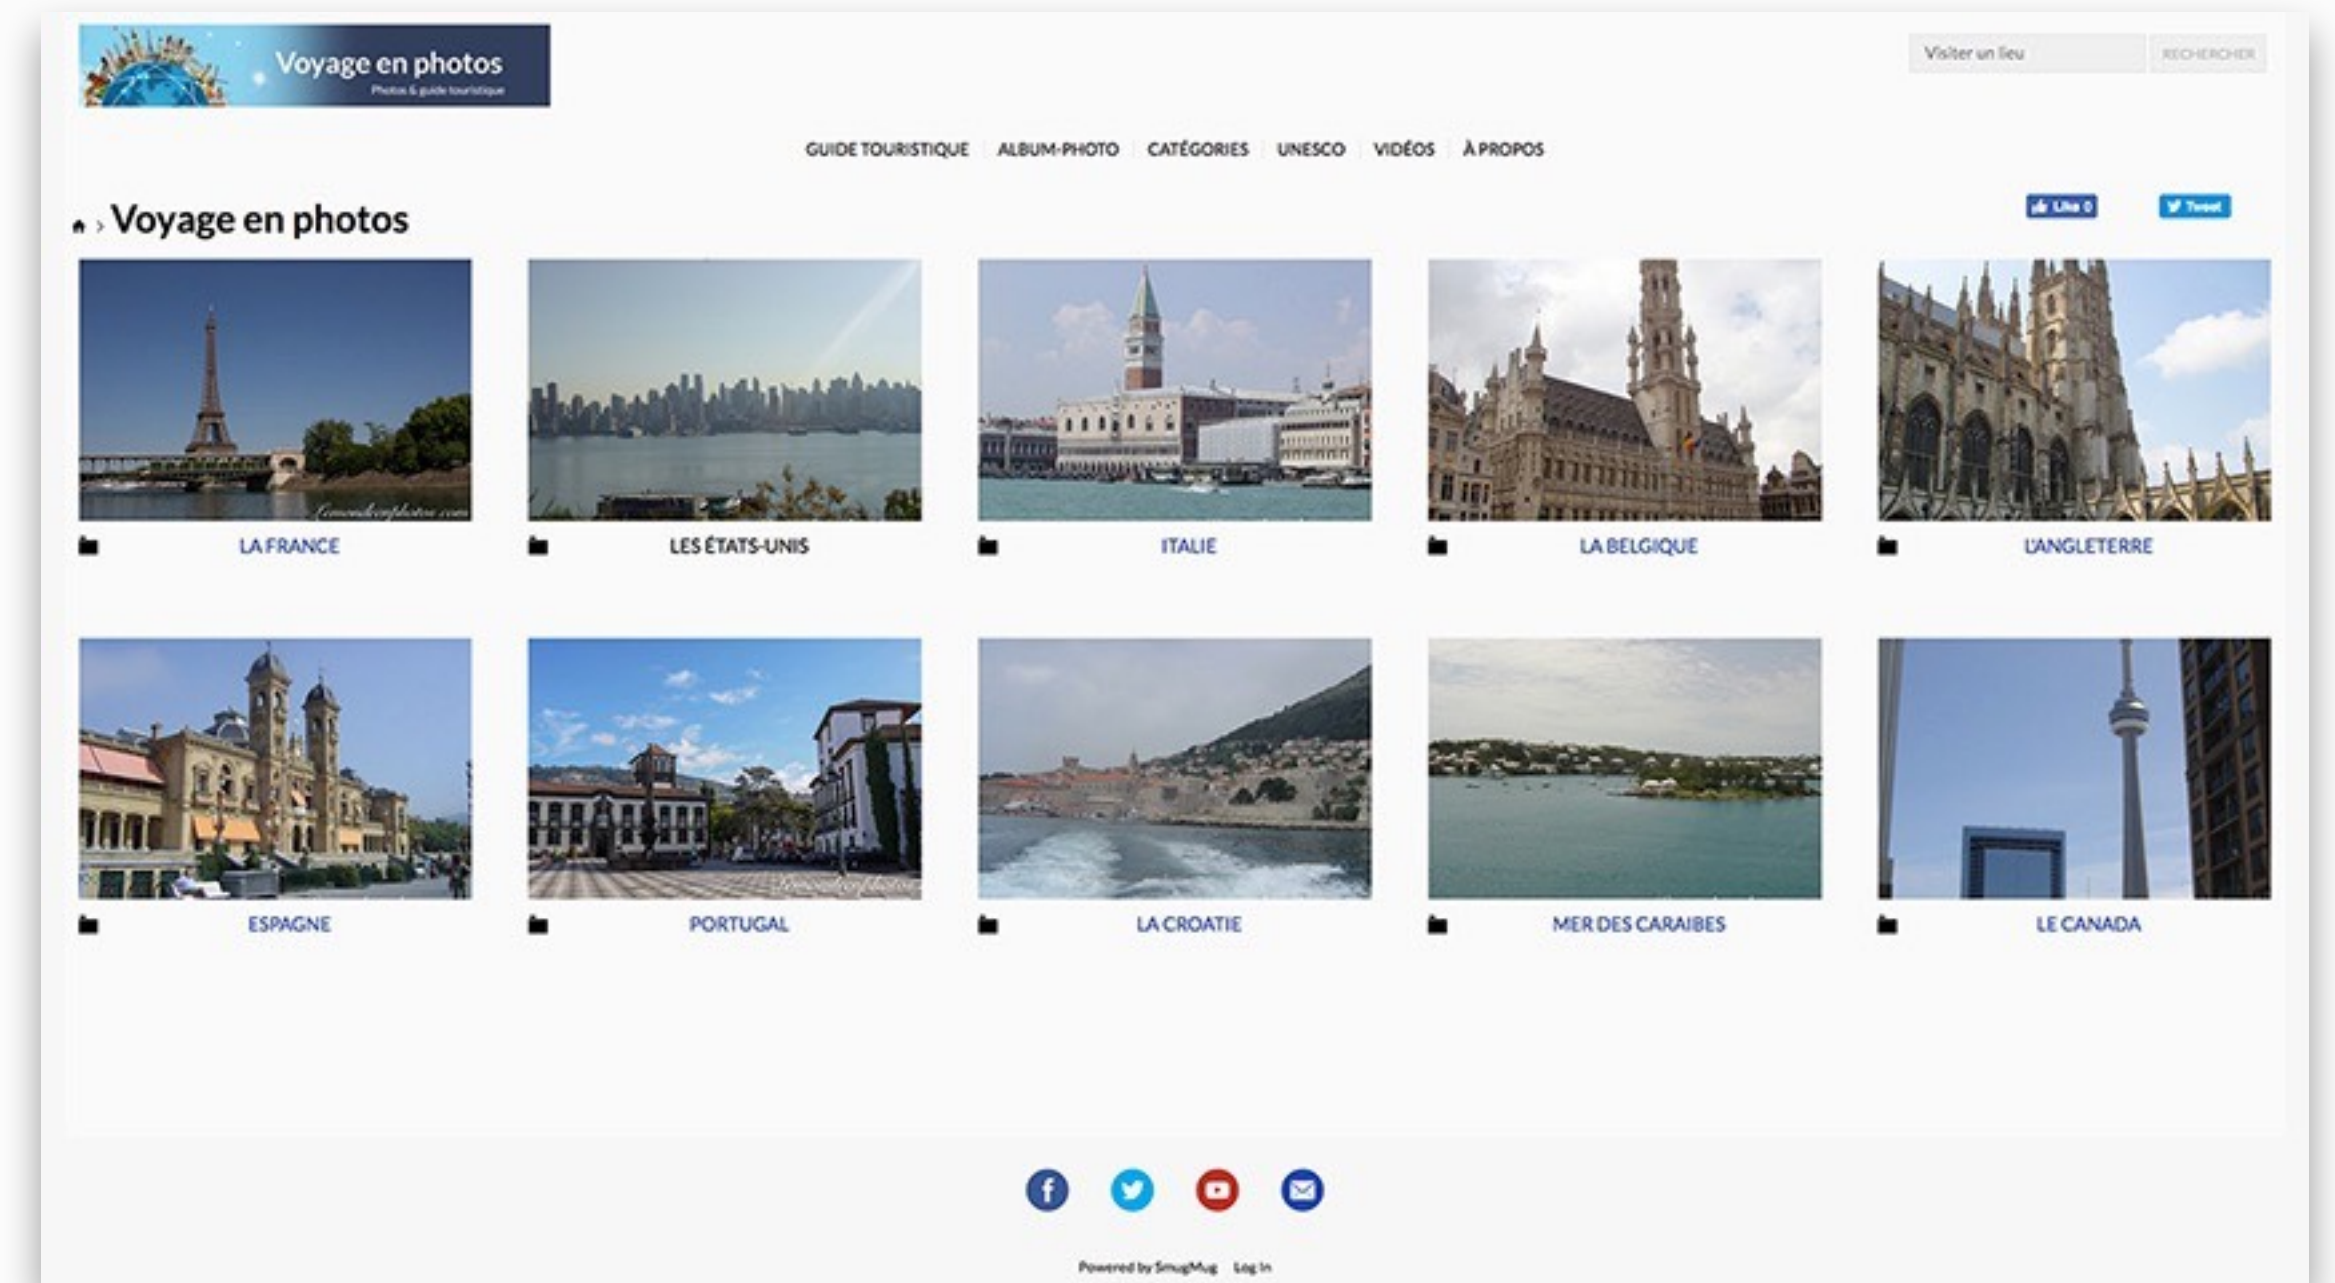 Voyage en photos
Photos & guide touristique
Visiter un lieu
RECHERCHER
GUIDE TOURISTIQUE ALBUM-PHOTO CATÉGORIES UNESCO VIDÉOS À PROPOS
> Voyage en photos
Like 0
Tweet
Lemondeenphotos.com
LA FRANCE
LES ÉTATS-UNIS
ITALIE
LA BELGIQUE
L'ANGLETERRE
ESPAGNE
PORTUGAL
LA CROATIE
MER DES CARAIBES
LE CANADA
Powered by SmugMug Log In